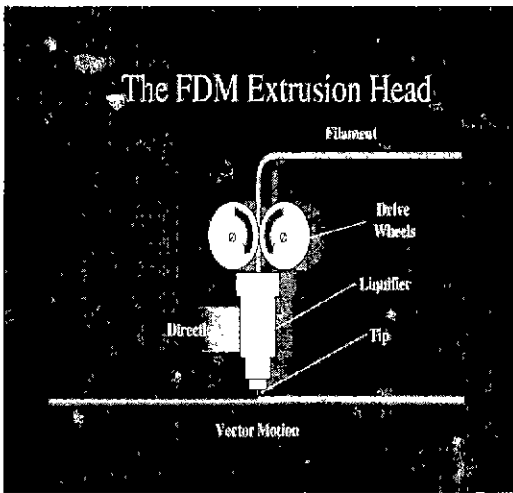 The FDM Extrusion Head
Filament
Drive
Wheels
Liquifier
Tip
Vector Motion